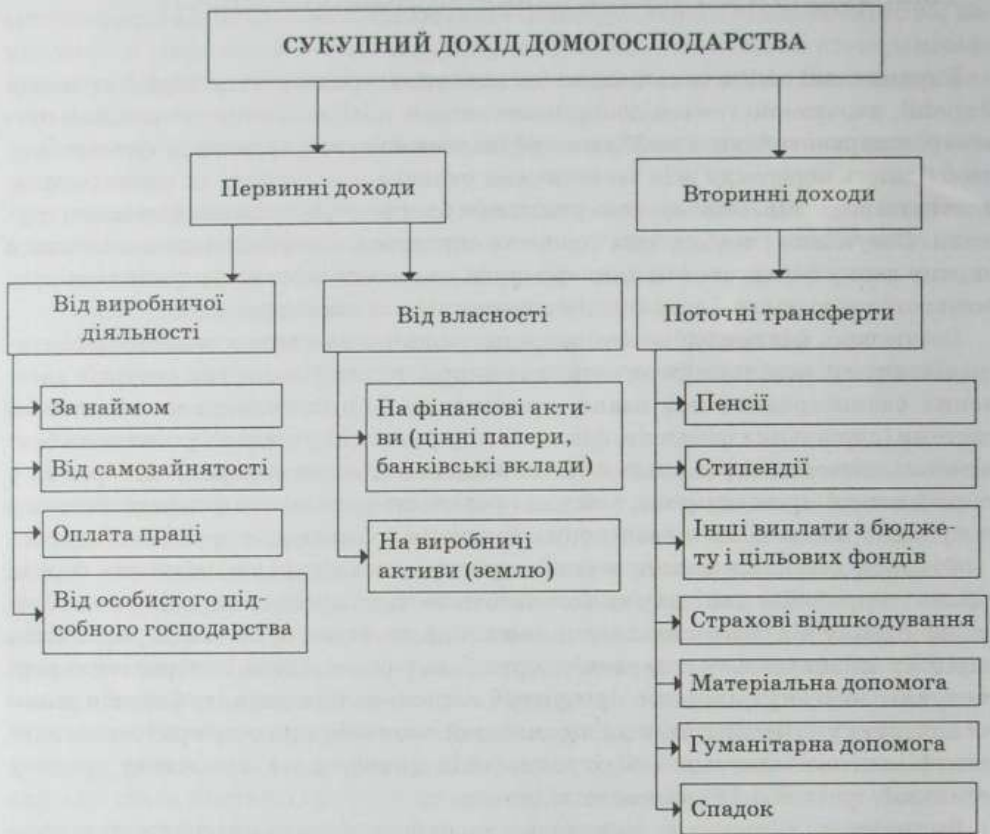 СУКУПНИЙ ДОХІД ДОМОГОСПОДАРСТВА
Первинні доходи
Вторинні доходи
Від виробничої
діяльності
Від власності
Поточні трансферти
За наймом
Від самозайнятості
Оплата праці
Від особистого під-
собного господарства
На фінансові акти-
ви (цінні папери,
банківські вклади)
На виробничі
активи (землю)
Пенсії
Стипендії
Інші виплати з бюдже-
ту і цільових фондів
Страхові відшкодування
Матеріальна допомога
Гуманітарна допомога
Спадок